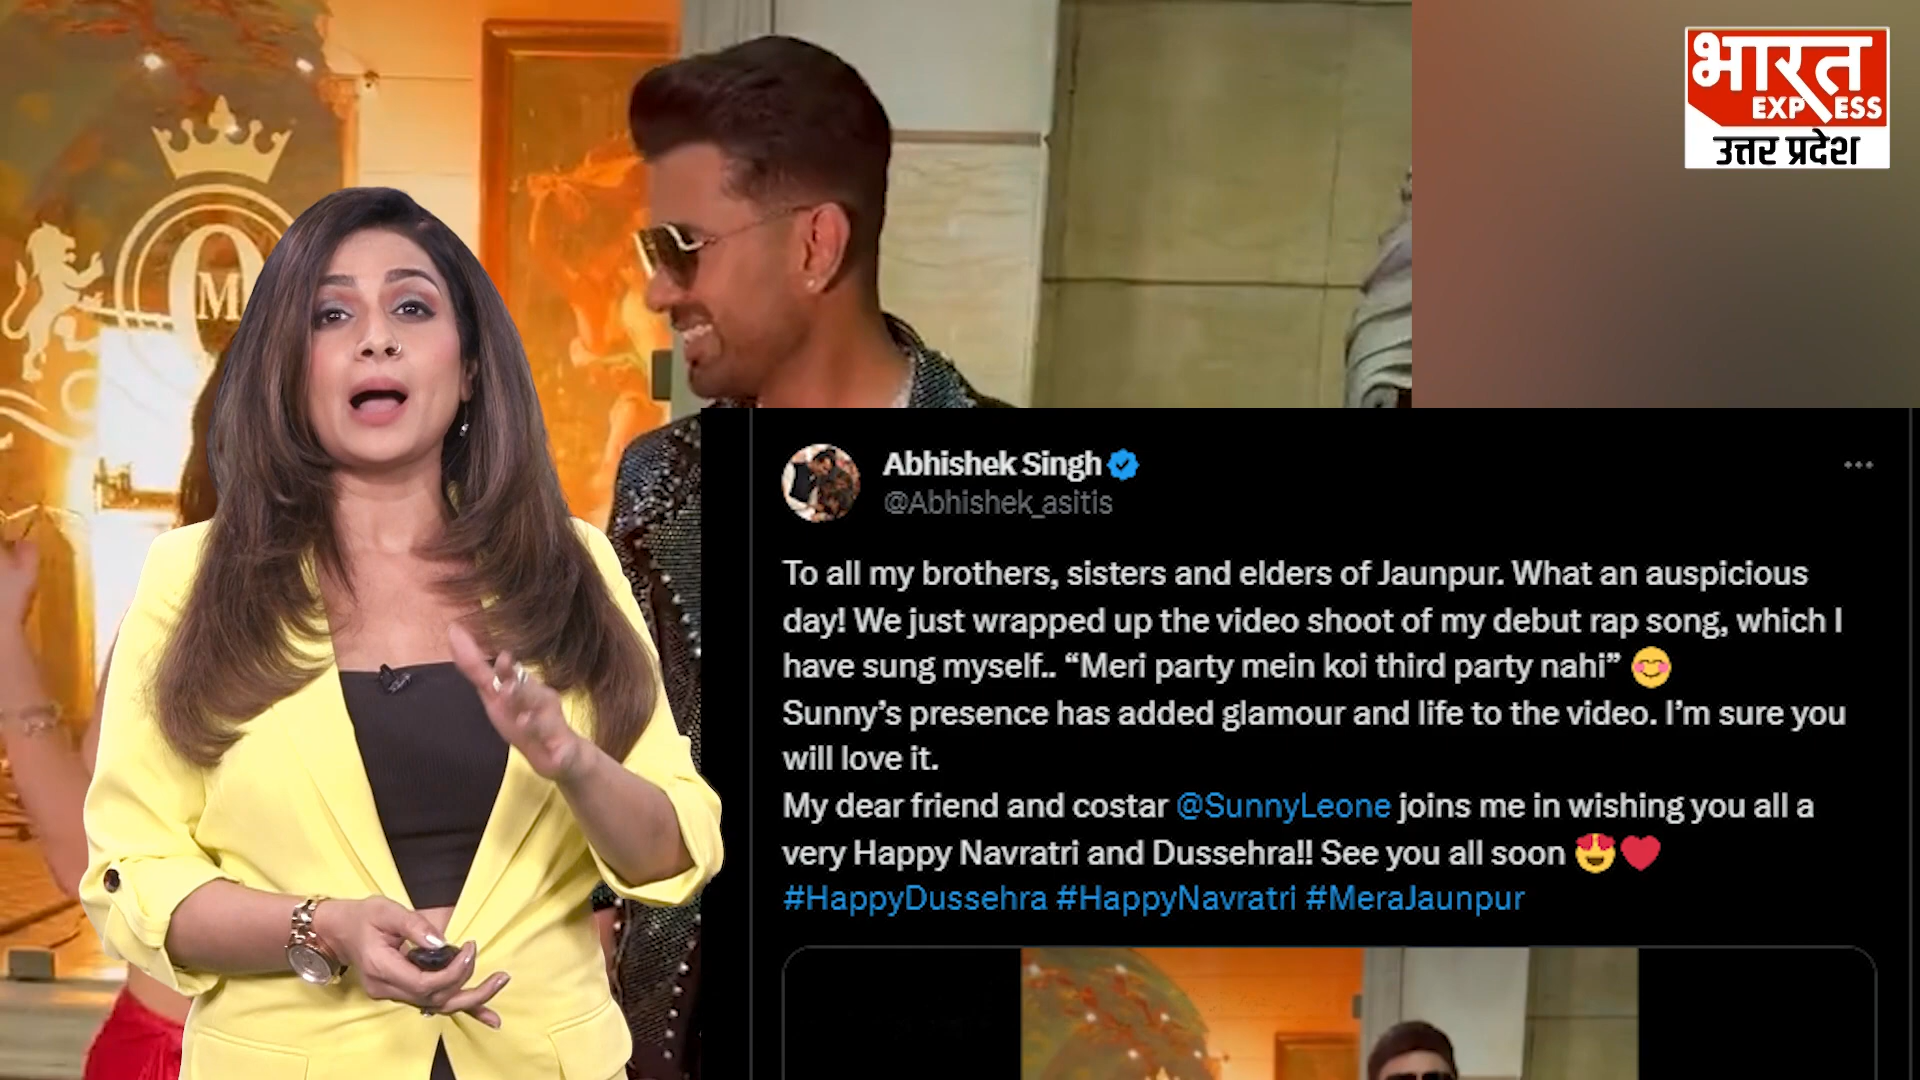 भारत
EXPRESS
उत्तर प्रदेश
OM
Abhishek Singh
@Abhishek_asitis
To all my brothers, sisters and elders of Jaunpur. What an auspicious
day! We just wrapped up the video shoot of my debut rap song, which I
have sung myself.. “Meri party mein koi third party nahi” 😊
Sunny’s presence has added glamour and life to the video. I’m sure you
will love it.
My dear friend and costar @SunnyLeone joins me in wishing you all a
very Happy Navratri and Dussehra!! See you all soon 😍❤️
#HappyDussehra #HappyNavratri #MeraJaunpur